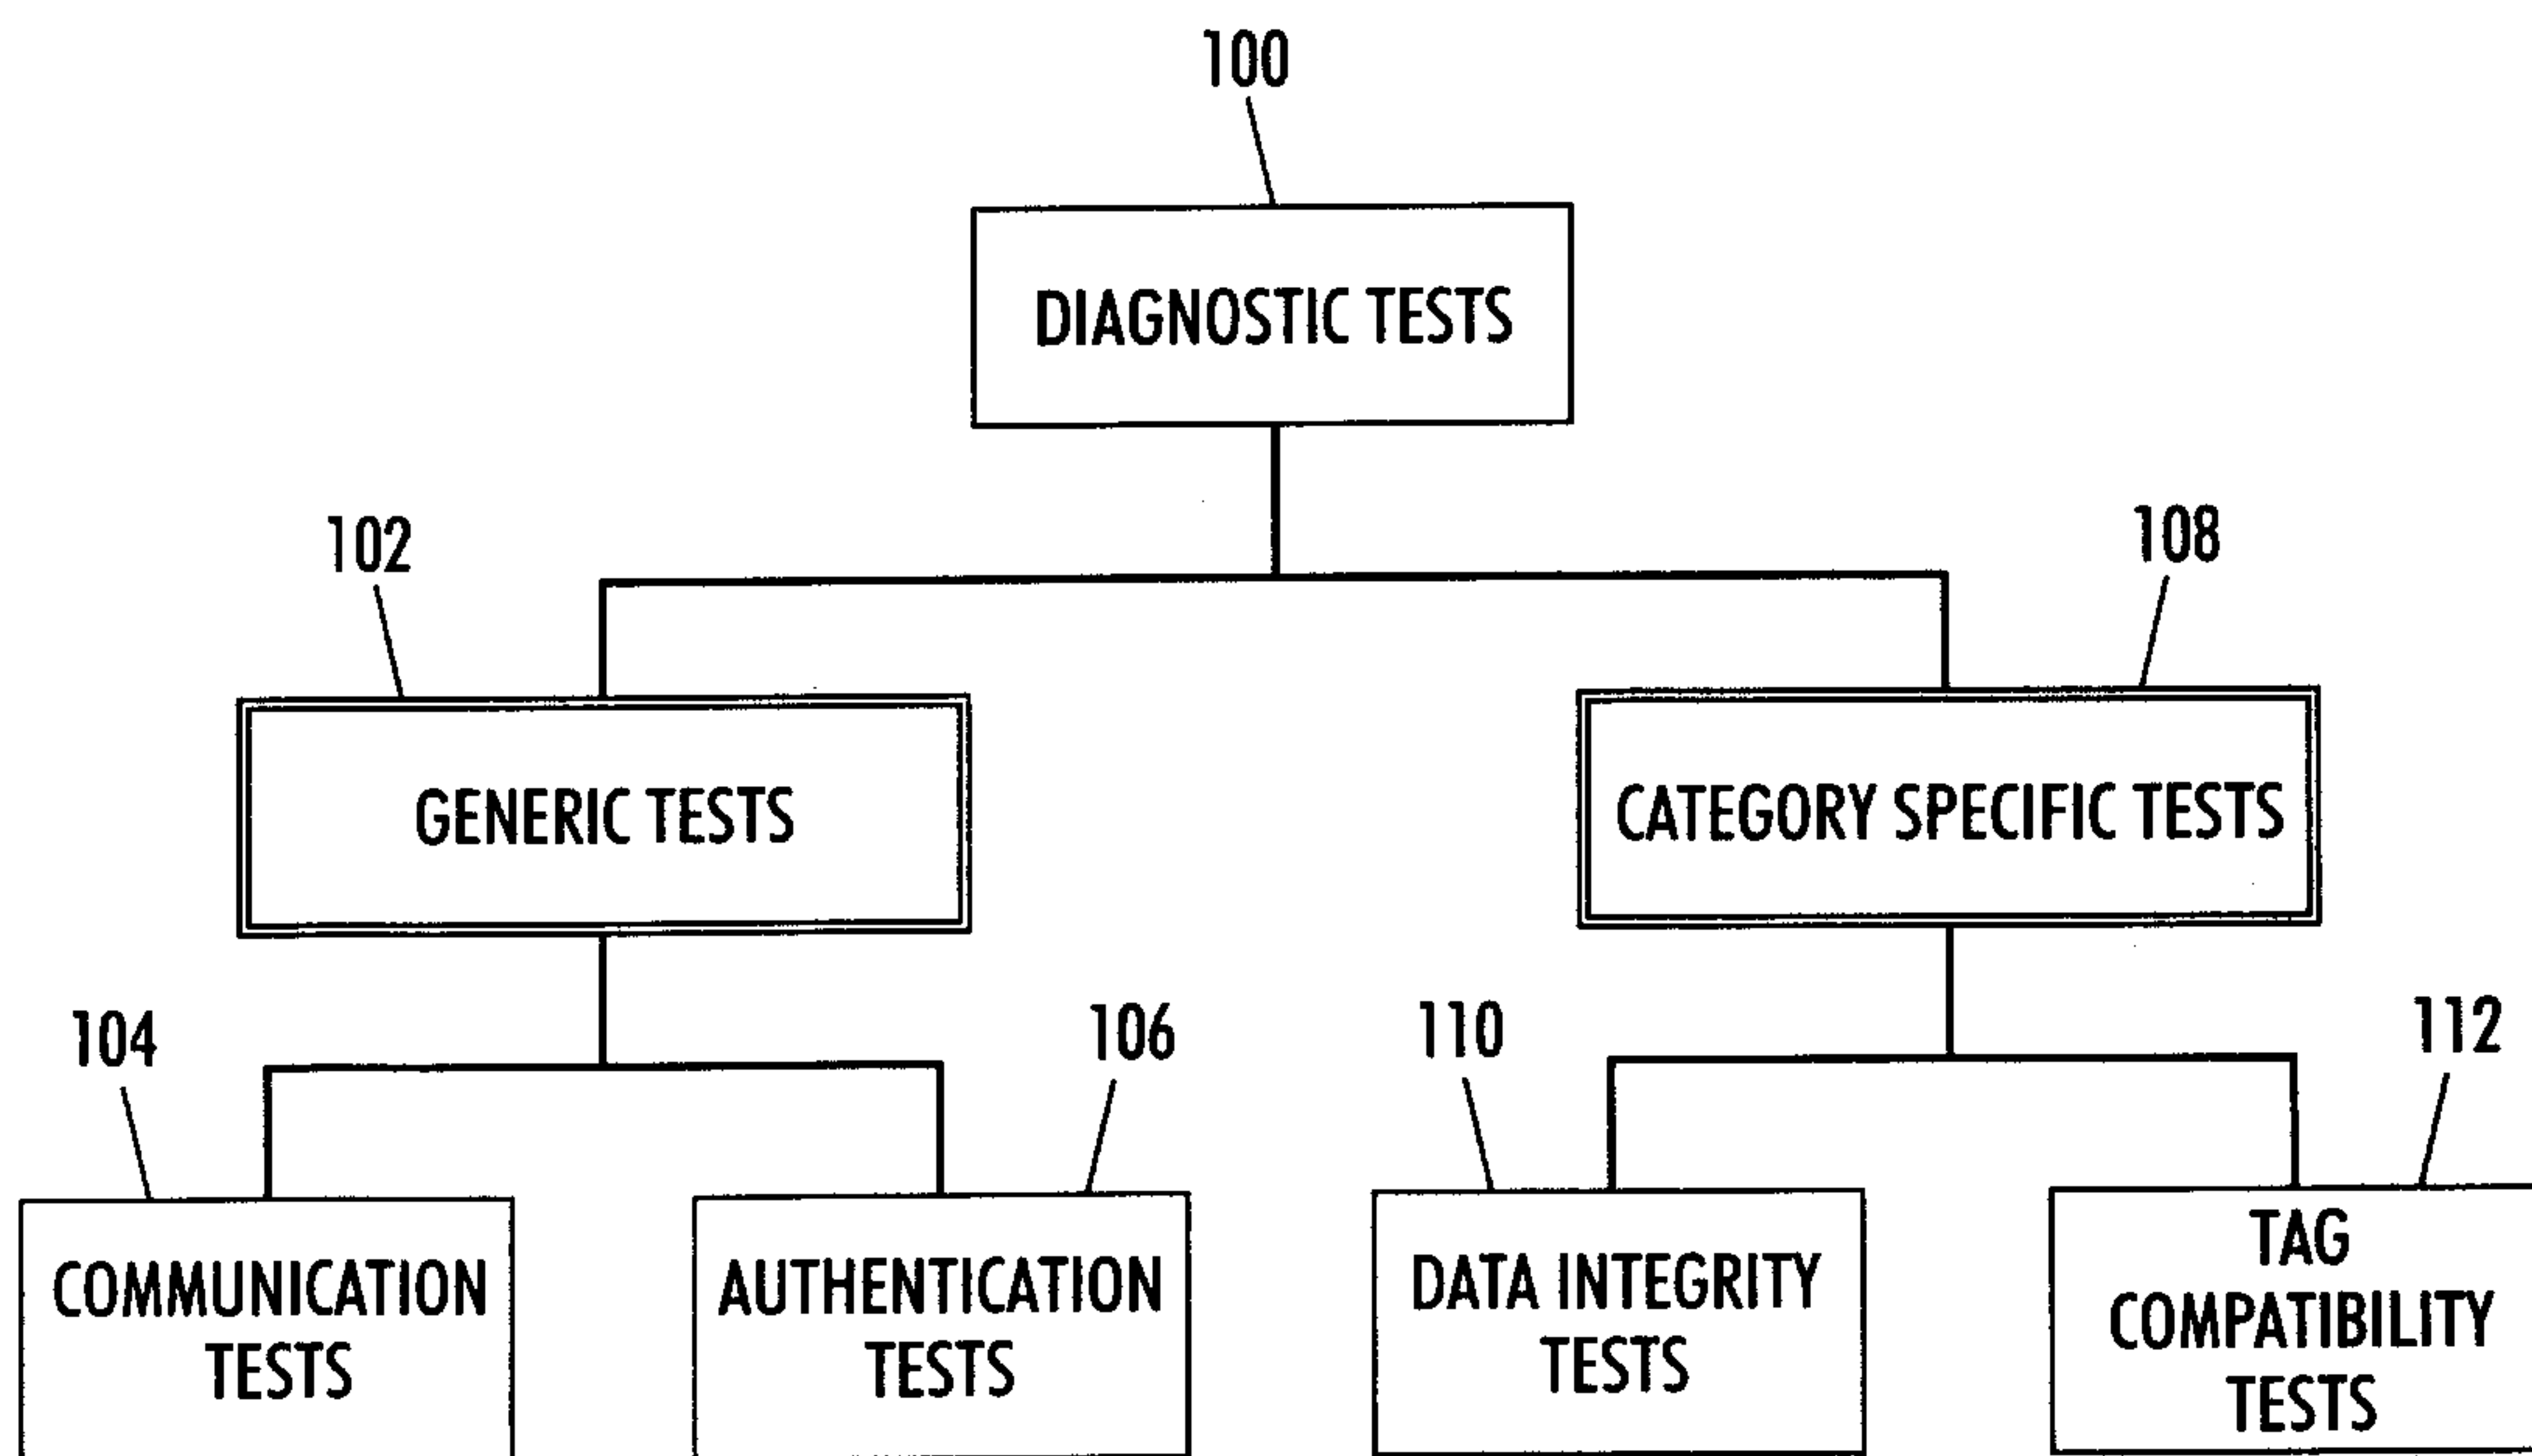 100
DIAGNOSTIC TESTS
102
108
GENERIC TESTS
CATEGORY SPECIFIC TESTS
104
106
110
112
COMMUNICATION
TESTS
AUTHENTICATION
TESTS
DATA INTEGRITY
TESTS
TAG
COMPATIBILITY
TESTS